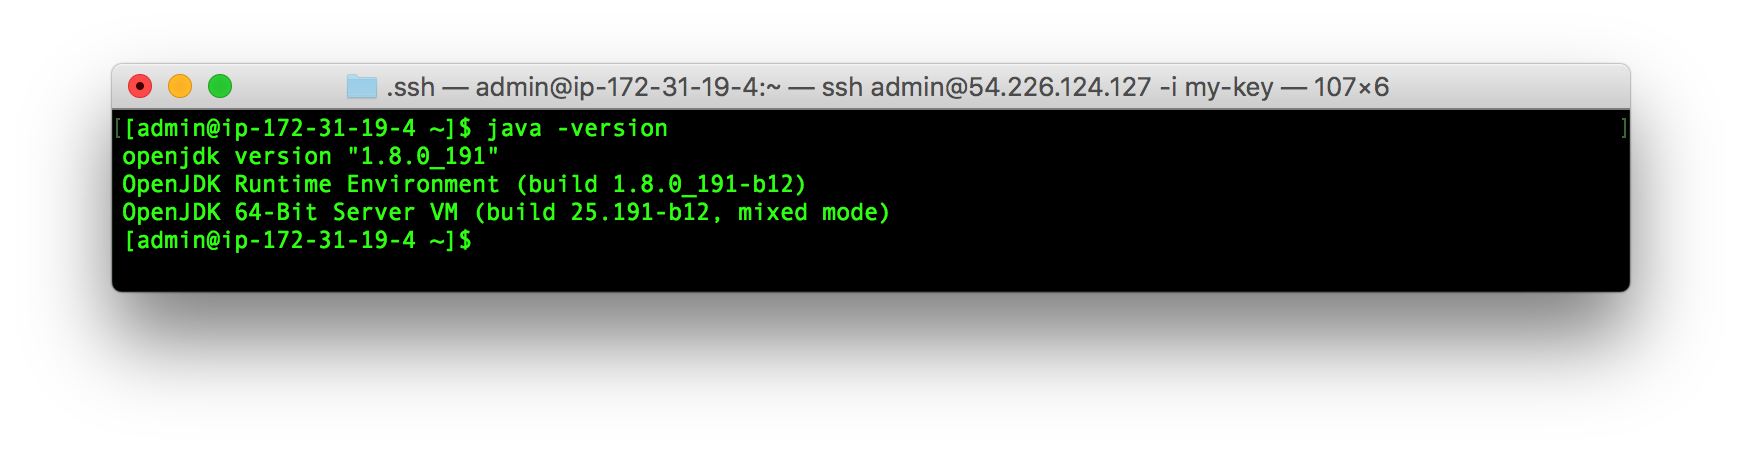 .ssh — admin@ip-172-31-19-4:~ — ssh admin@54.226.124.127 -i my-key — 107×6
[[admin@ip-172-31-19-4 ~]$ java -version ]
openjdk version "1.8.0_191"
OpenJDK Runtime Environment (build 1.8.0_191-b12)
OpenJDK 64-Bit Server VM (build 25.191-b12, mixed mode)
[admin@ip-172-31-19-4 ~]$